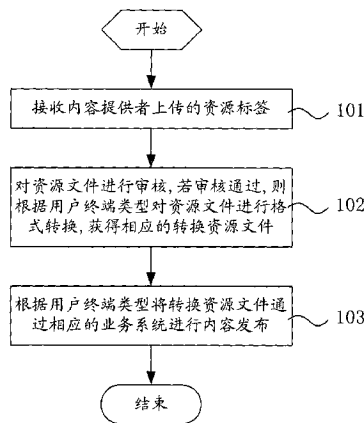 开始
接收内容提供者上传的资源标签
101
对资源文件进行审核,若审核通过,则
根据用户终端类型对资源文件进行格
式转换,获得相应的转换资源文件
102
根据用户终端类型将转换资源文件通
过相应的业务系统进行内容发布
103
结束